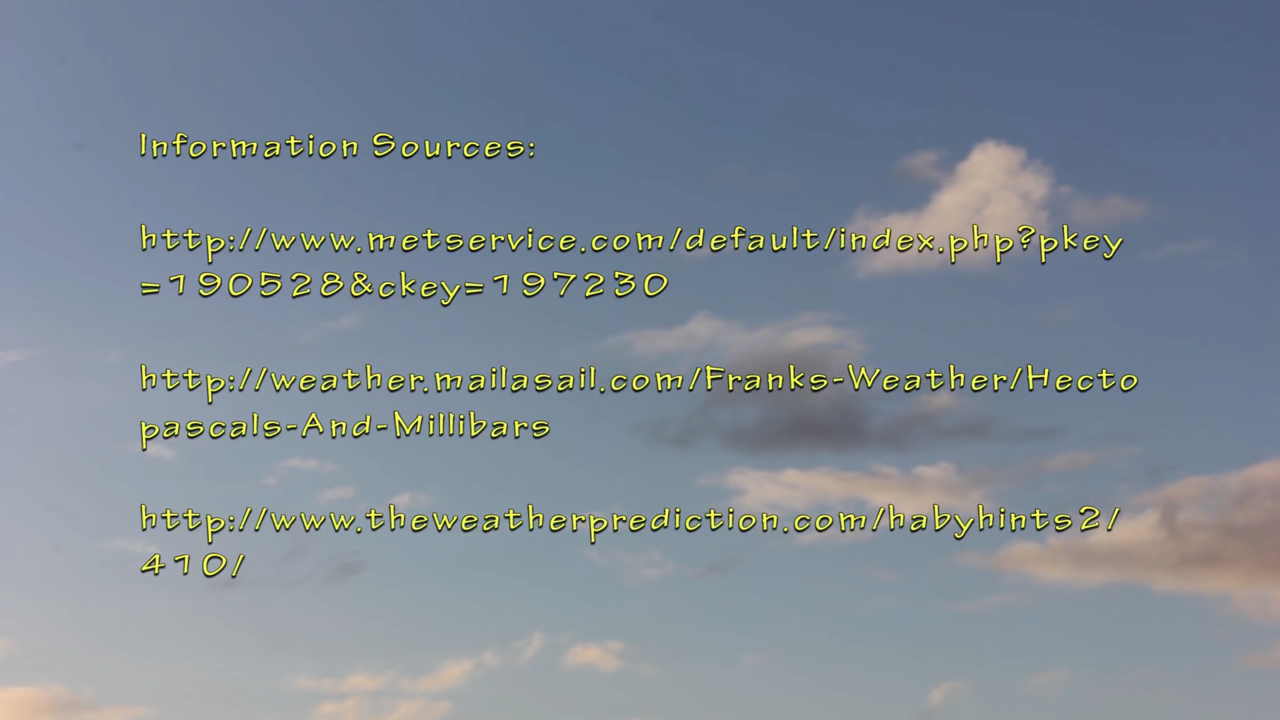 Information Sources:
http://www.metservice.com/default/index.php?pkey
=190528&ckey=197230
http://weather.mailasail.com/Franks-Weather/Hecto
pascals-And-Millibars
http://www.theweatherprediction.com/habyhints2/
410/